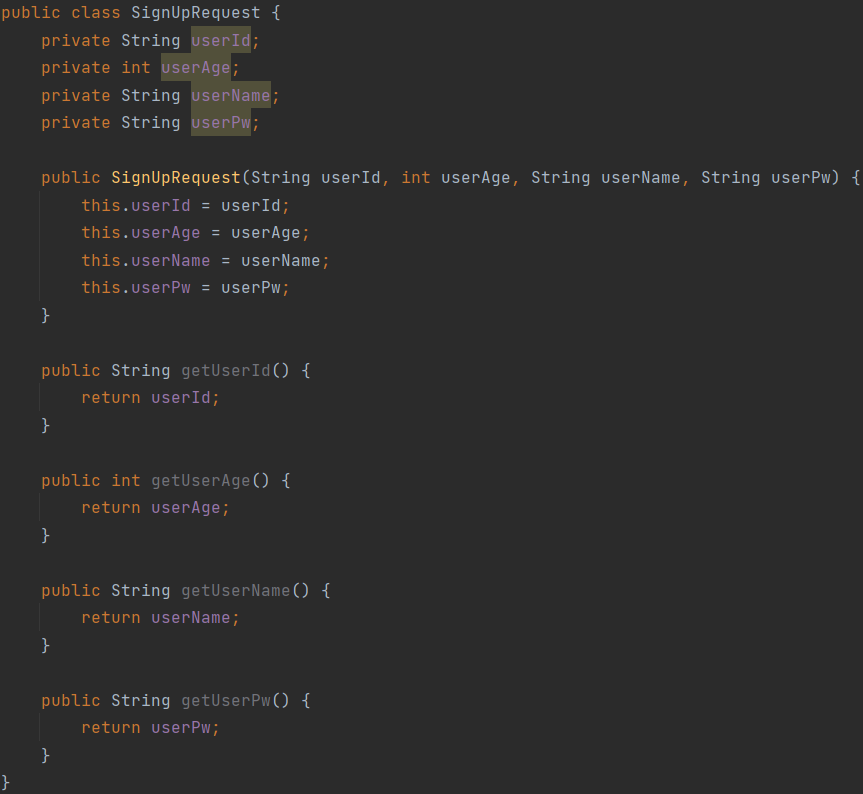 public class SignUpRequest {
    private String userId;
    private int userAge;
    private String userName;
    private String userPw;

    public SignUpRequest(String userId, int userAge, String userName, String userPw) {
        this.userId = userId;
        this.userAge = userAge;
        this.userName = userName;
        this.userPw = userPw;
    }

    public String getUserId() {
        return userId;
    }

    public int getUserAge() {
        return userAge;
    }

    public String getUserName() {
        return userName;
    }

    public String getUserPw() {
        return userPw;
    }
}